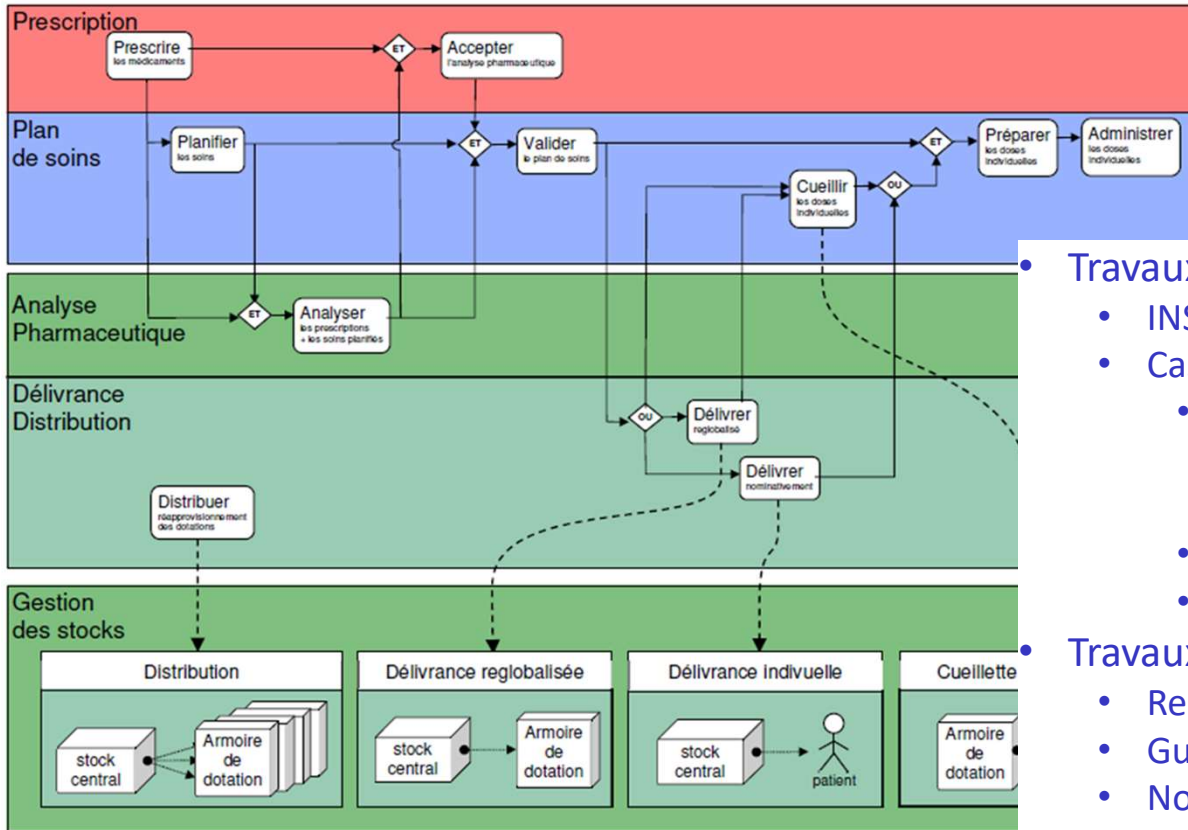 Prescription
Prescrire
les médicaments
ET
Accepter
l'analyse pharmaceutique
Plan
de soins
Planifier
les soins
ET
Valider
le plan de soins
ET
Préparer
les doses
individuelles
Administrer
les doses
individuelles
Cueillir
les doses
individuelles
OU
Analyse
Pharmaceutique
ET
Analyser
les prescriptions
+ les soins planifiés
Délivrance
Distribution
OU
Délivrer
reglobalisé
Délivrer
nominativement
Distribuer
réapprovisionnement
des dotations
Gestion
des stocks
Distribution
stock
central
Armoire
de
dotation
Délivrance reglobalisée
stock
central
Armoire
de
dotation
Délivrance indivuelle
stock
central
patient
Cueillette
Armoire
de
dotation
• Travaux
• INS
• Ca
•
•
•
• Travaux
• Re
• Gu
• No